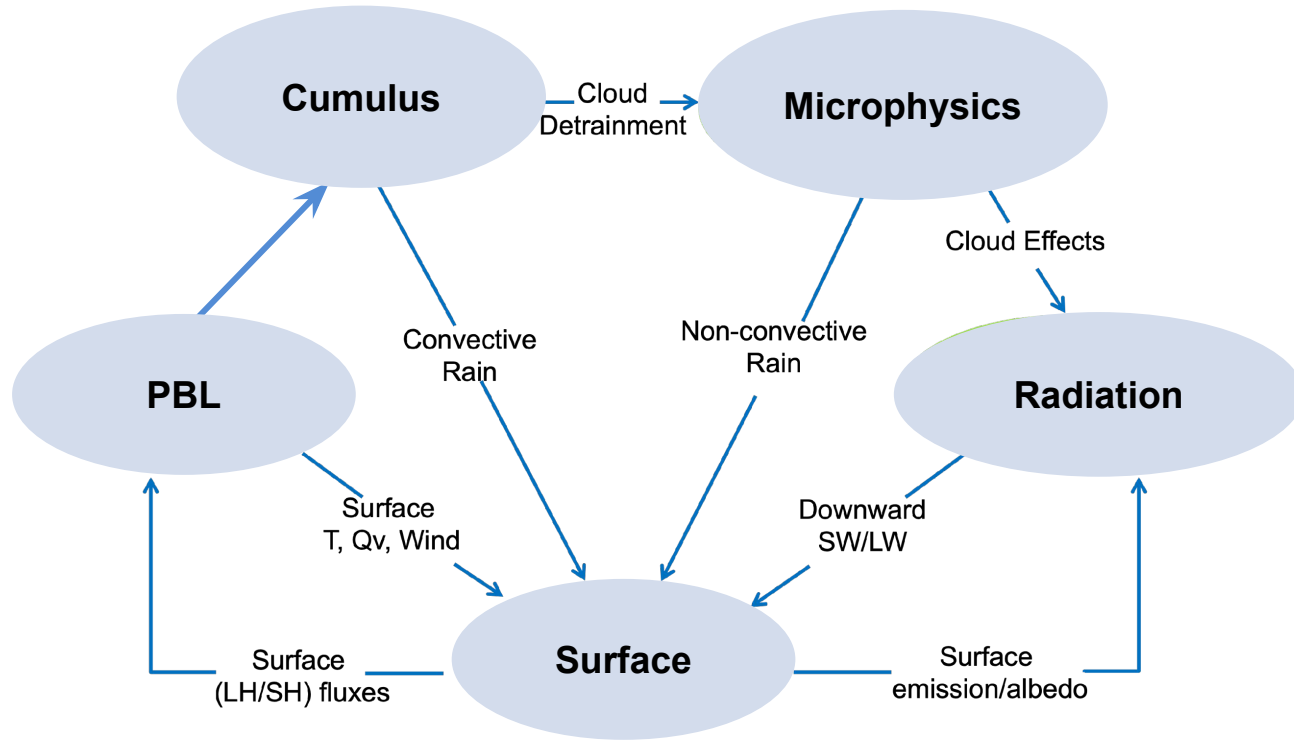 Cumulus
Cloud
Detrainment
Microphysics
Cloud Effects
Convective
Rain
Non-convective
Rain
PBL
Radiation
Surface
T, Qv, Wind
Downward
SW/LW
Surface
(LH/SH) fluxes
Surface
Surface
emission/albedo